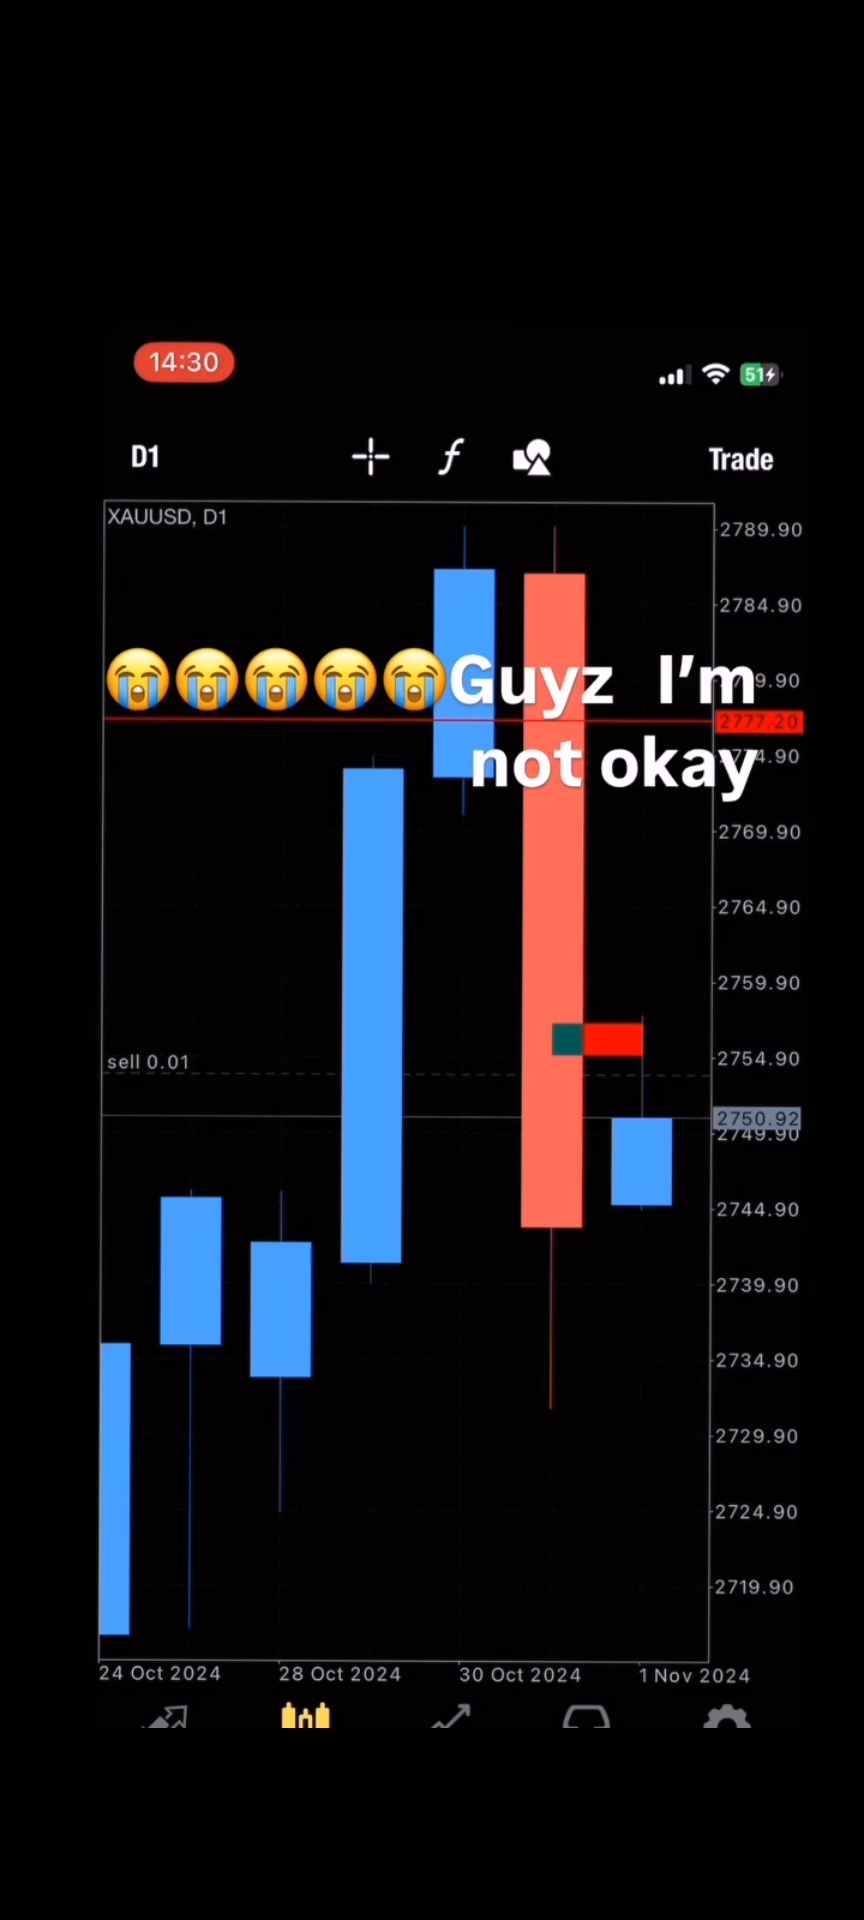 14:30
51
D1
Trade
XAUUSD, D1
2789.90
2784.90
😭😭😭😭😭Guyz I'm
not okay
2777.20
2769.90
2764.90
2759.90
2754.90
sell 0.01
2750.92
2749.90
2744.90
2739.90
2734.90
2729.90
2724.90
2719.90
24 Oct 2024
28 Oct 2024
30 Oct 2024
1 Nov 2024